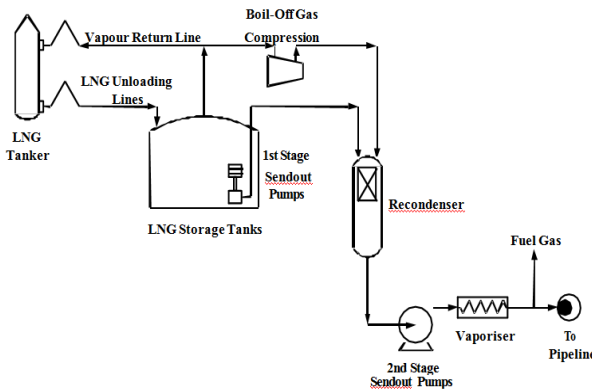 Boil-Off Gas
Compression
Vapour Return Line
LNG Unloading
Lines
LNG
Tanker
1st Stage
Sendout
Pumps
LNG Storage Tanks
Recondenser
Fuel Gas
Vaporiser
To
Pipeline
2nd Stage
Sendout Pumps